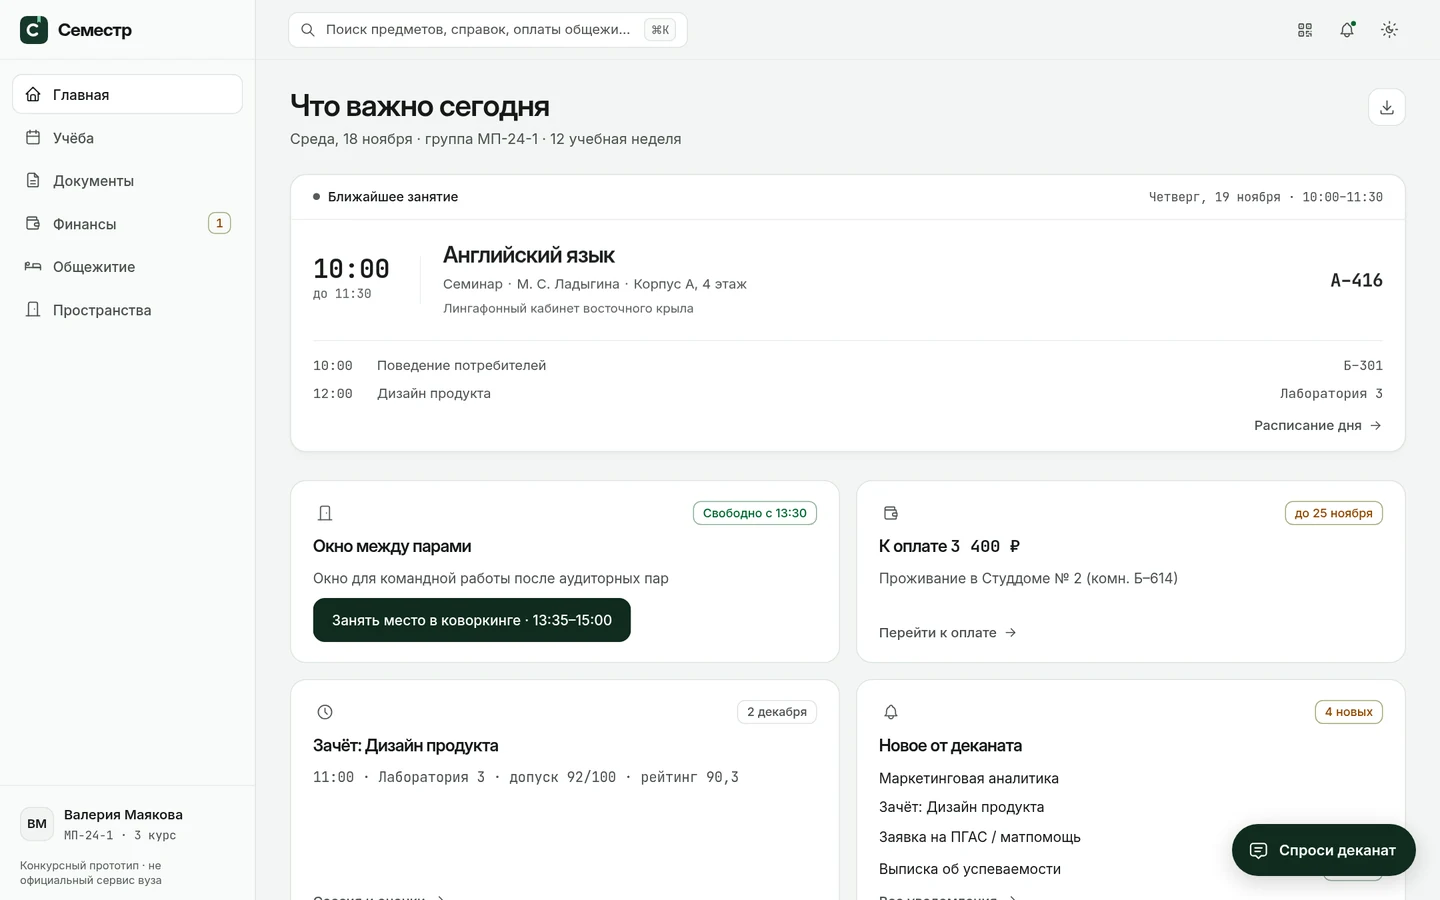 Семестр
Поиск предметов, справок, оплаты общежи...
⌘K
Главная
Учёба
Документы
Финансы
1
Общежитие
Пространства
Что важно сегодня
Среда, 18 ноября · группа МП-24-1 · 12 учебная неделя
Ближайшее занятие
Четверг, 19 ноября · 10:00–11:30
10:00
до 11:30
Английский язык
Семинар · М. С. Ладыгина · Корпус А, 4 этаж
Лингафонный кабинет восточного крыла
А-416
10:00 Поведение потребителей Б-301
12:00 Дизайн продукта Лаборатория 3
Расписание дня →
Свободно с 13:30
Окно между парами
Окно для командной работы после аудиторных пар
Занять место в коворкинге · 13:35–15:00
до 25 ноября
К оплате 3 400 ₽
Проживание в Студдоме № 2 (комн. Б-614)
Перейти к оплате →
2 декабря
Зачёт: Дизайн продукта
11:00 · Лаборатория 3 · допуск 92/100 · рейтинг 90,3
4 новых
Новое от деканата
Маркетинговая аналитика
Зачёт: Дизайн продукта
Заявка на ПГАС / матпомощь
Выписка об успеваемости
Спроси деканат
ВМ
Валерия Маякова
МП-24-1 · 3 курс
Конкурсный прототип · не
официальный сервис вуза